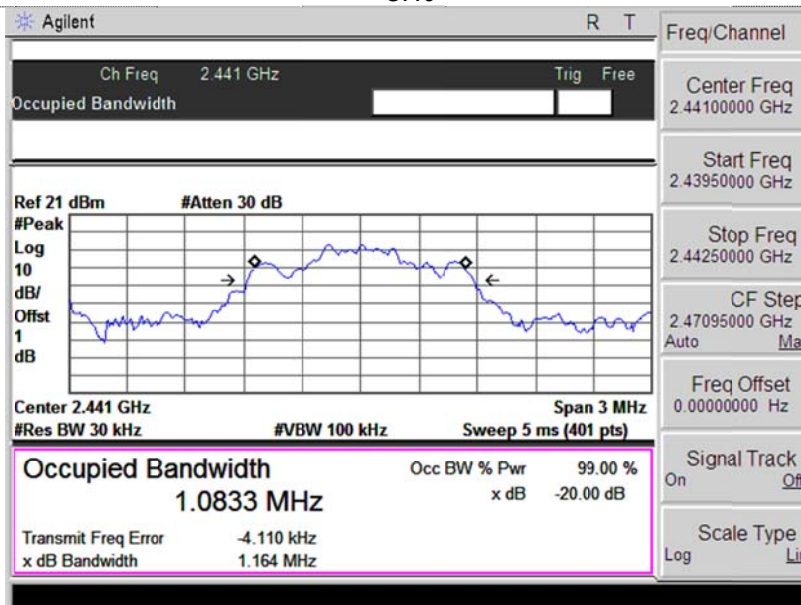 Agilent R T
Ch Freq 2.441 GHz Trig Free
Occupied Bandwidth
Ref 21 dBm #Atten 30 dB
#Peak
Log
10
dB/
Offst
1
dB
Center 2.441 GHz Span 3 MHz
#Res BW 30 kHz #VBW 100 kHz Sweep 5 ms (401 pts)
Occupied Bandwidth Occ BW % Pwr 99.00 %
1.0833 MHz x dB -20.00 dB
Transmit Freq Error -4.110 kHz
x dB Bandwidth 1.164 MHz
Freq/Channel
Center Freq
2.44100000 GHz
Start Freq
2.43950000 GHz
Stop Freq
2.44250000 GHz
CF Step
2.47095000 GHz
Auto Ma
Freq Offset
0.00000000 Hz
Signal Track
On Off
Scale Type
Log Li